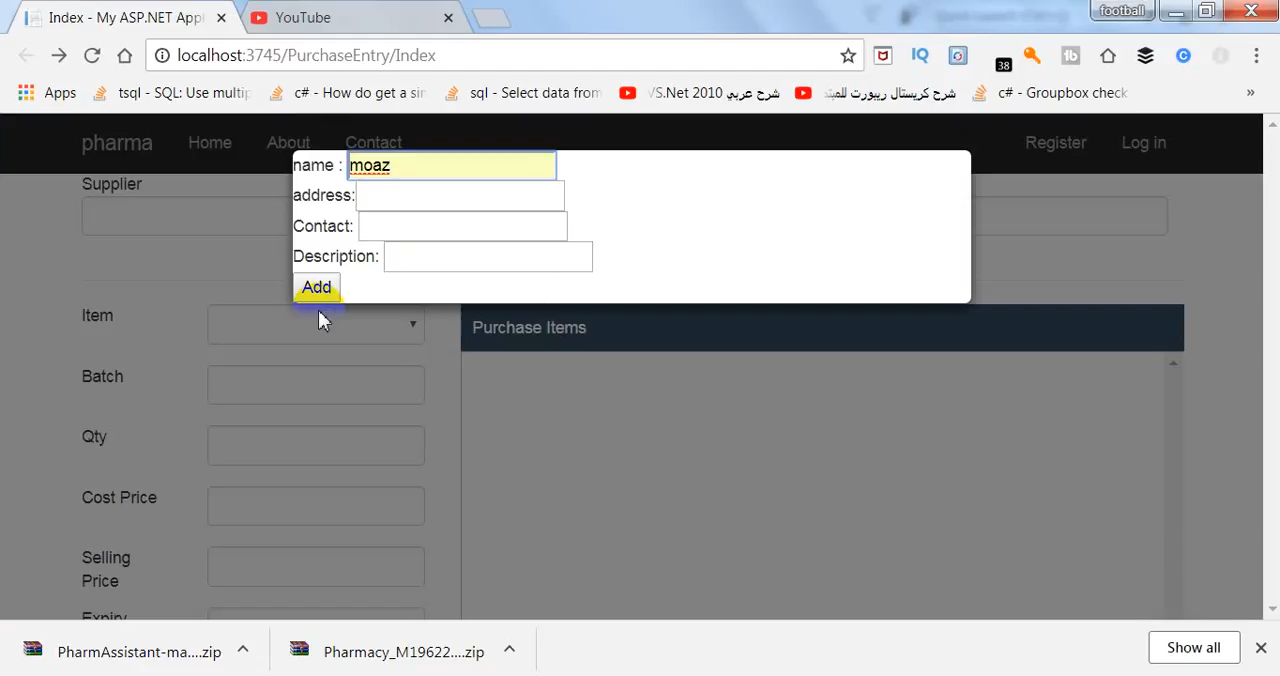 Index - My ASP.NET Appl
YouTube
football
localhost:3745/PurchaseEntry/Index
38
Apps
tsql - SQL: Use multip
c# - How do get a sin
sql - Select data from
شرح عربي VS.Net 2010
شرح كريستال ريبورت للمبتد
c# - Groupbox check
»
pharma Home About Contact Register Log in
name : moaz
address:
Contact:
Description:
Add
Supplier
Item
Purchase Items
Batch
Qty
Cost Price
Selling
Price
Expiry
PharmAssistant-ma....zip
Pharmacy_M19622....zip
Show all